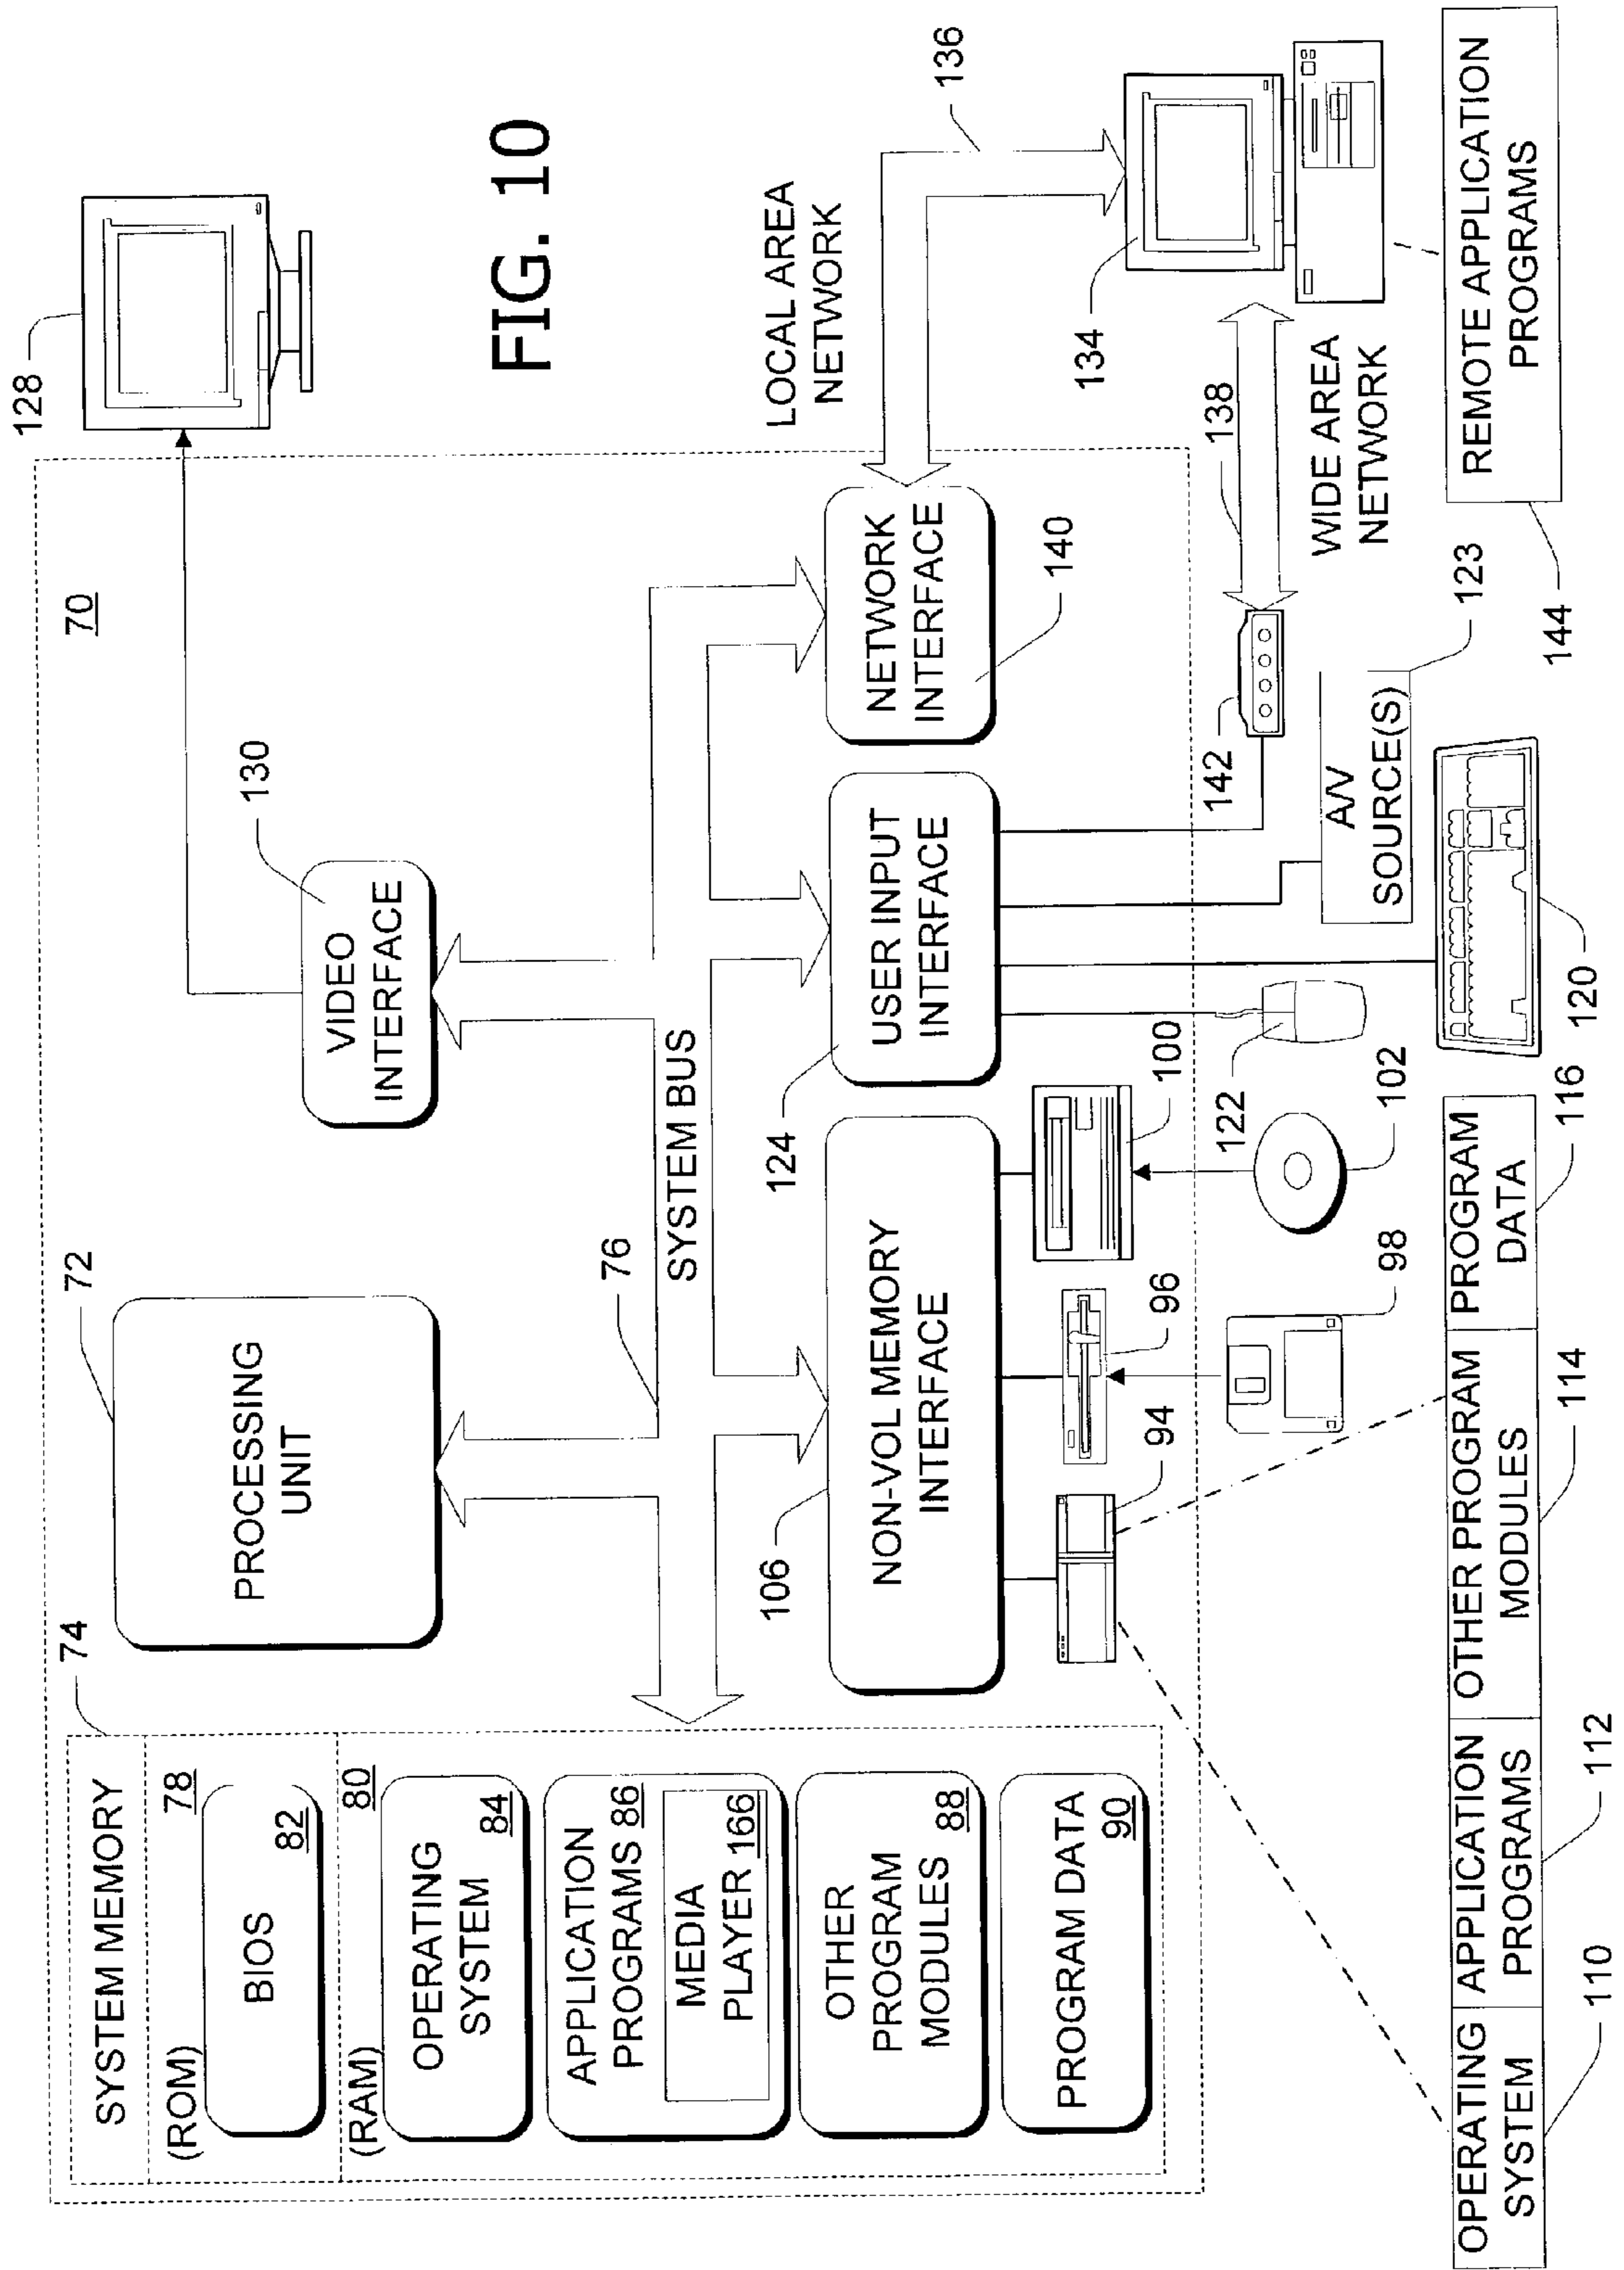 FIG. 10
70
128
SYSTEM MEMORY
74
(ROM) 78
BIOS
82
(RAM) 80
OPERATING
SYSTEM
84
APPLICATION
PROGRAMS 86
MEDIA
PLAYER 166
OTHER
PROGRAM
MODULES
88
PROGRAM DATA
90
72
PROCESSING
UNIT
76
SYSTEM BUS
130
VIDEO
INTERFACE
106
NON-VOL MEMORY
INTERFACE
124
USER INPUT
INTERFACE
NETWORK
INTERFACE
140
LOCAL AREA
NETWORK
136
94
96
98
100
102
122
120
142
A/V
SOURCE(S)
123
138
WIDE AREA
NETWORK
134
OPERATING
SYSTEM
110
APPLICATION
PROGRAMS
112
OTHER PROGRAM
MODULES
114
PROGRAM
DATA
116
REMOTE APPLICATION
PROGRAMS
144